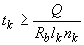 t_k ≥ Q / (R_b l_k n_k)